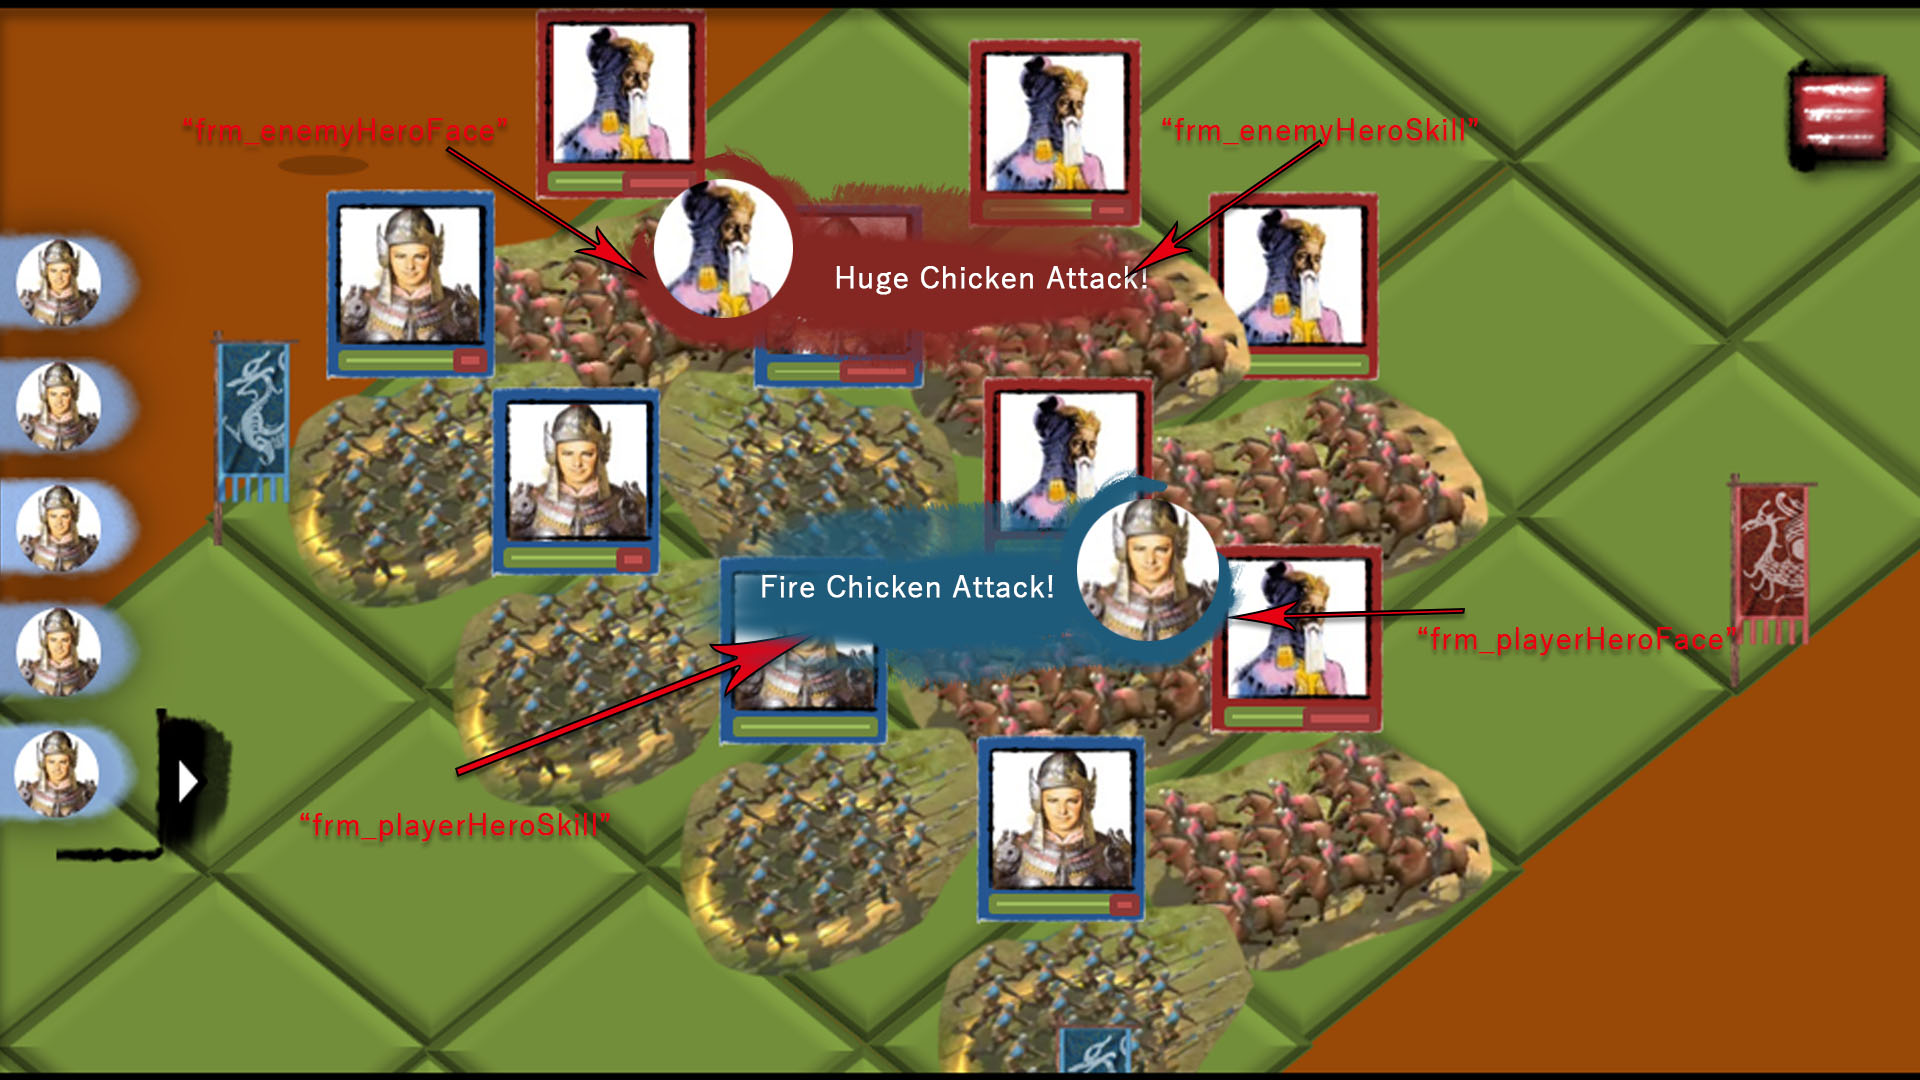 “frm_enemyHeroFace”
“frm_enemyHeroSkill”
Huge Chicken Attack!
Fire Chicken Attack!
“frm_playerHeroFace”
“frm_playerHeroSkill”